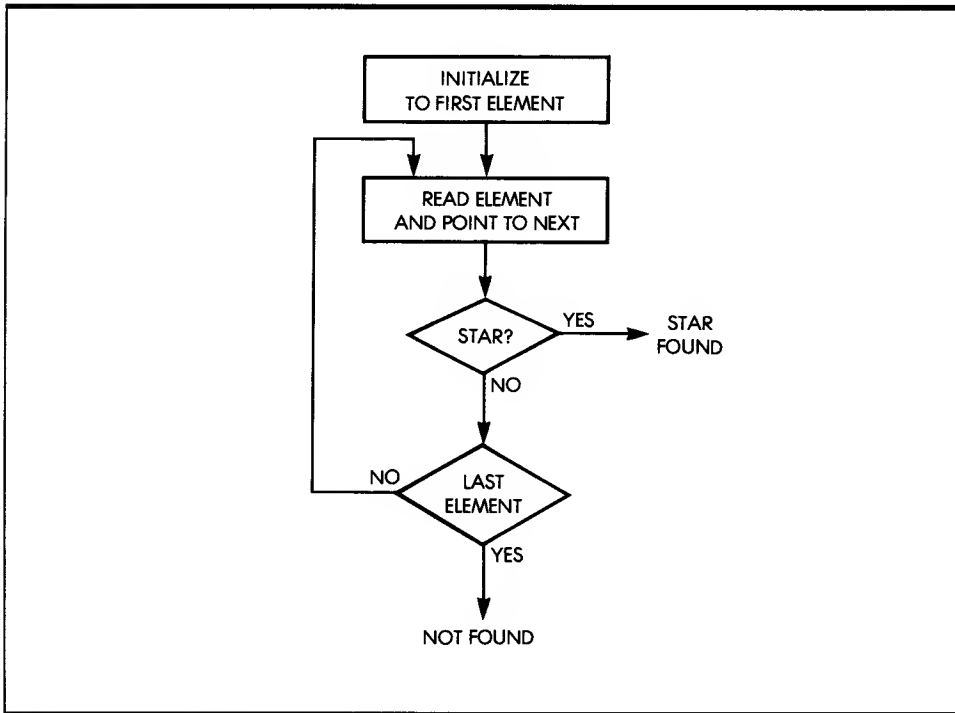 INITIALIZE
TO FIRST ELEMENT
READ ELEMENT
AND POINT TO NEXT
STAR?
YES
STAR
FOUND
NO
NO
LAST
ELEMENT
YES
NOT FOUND